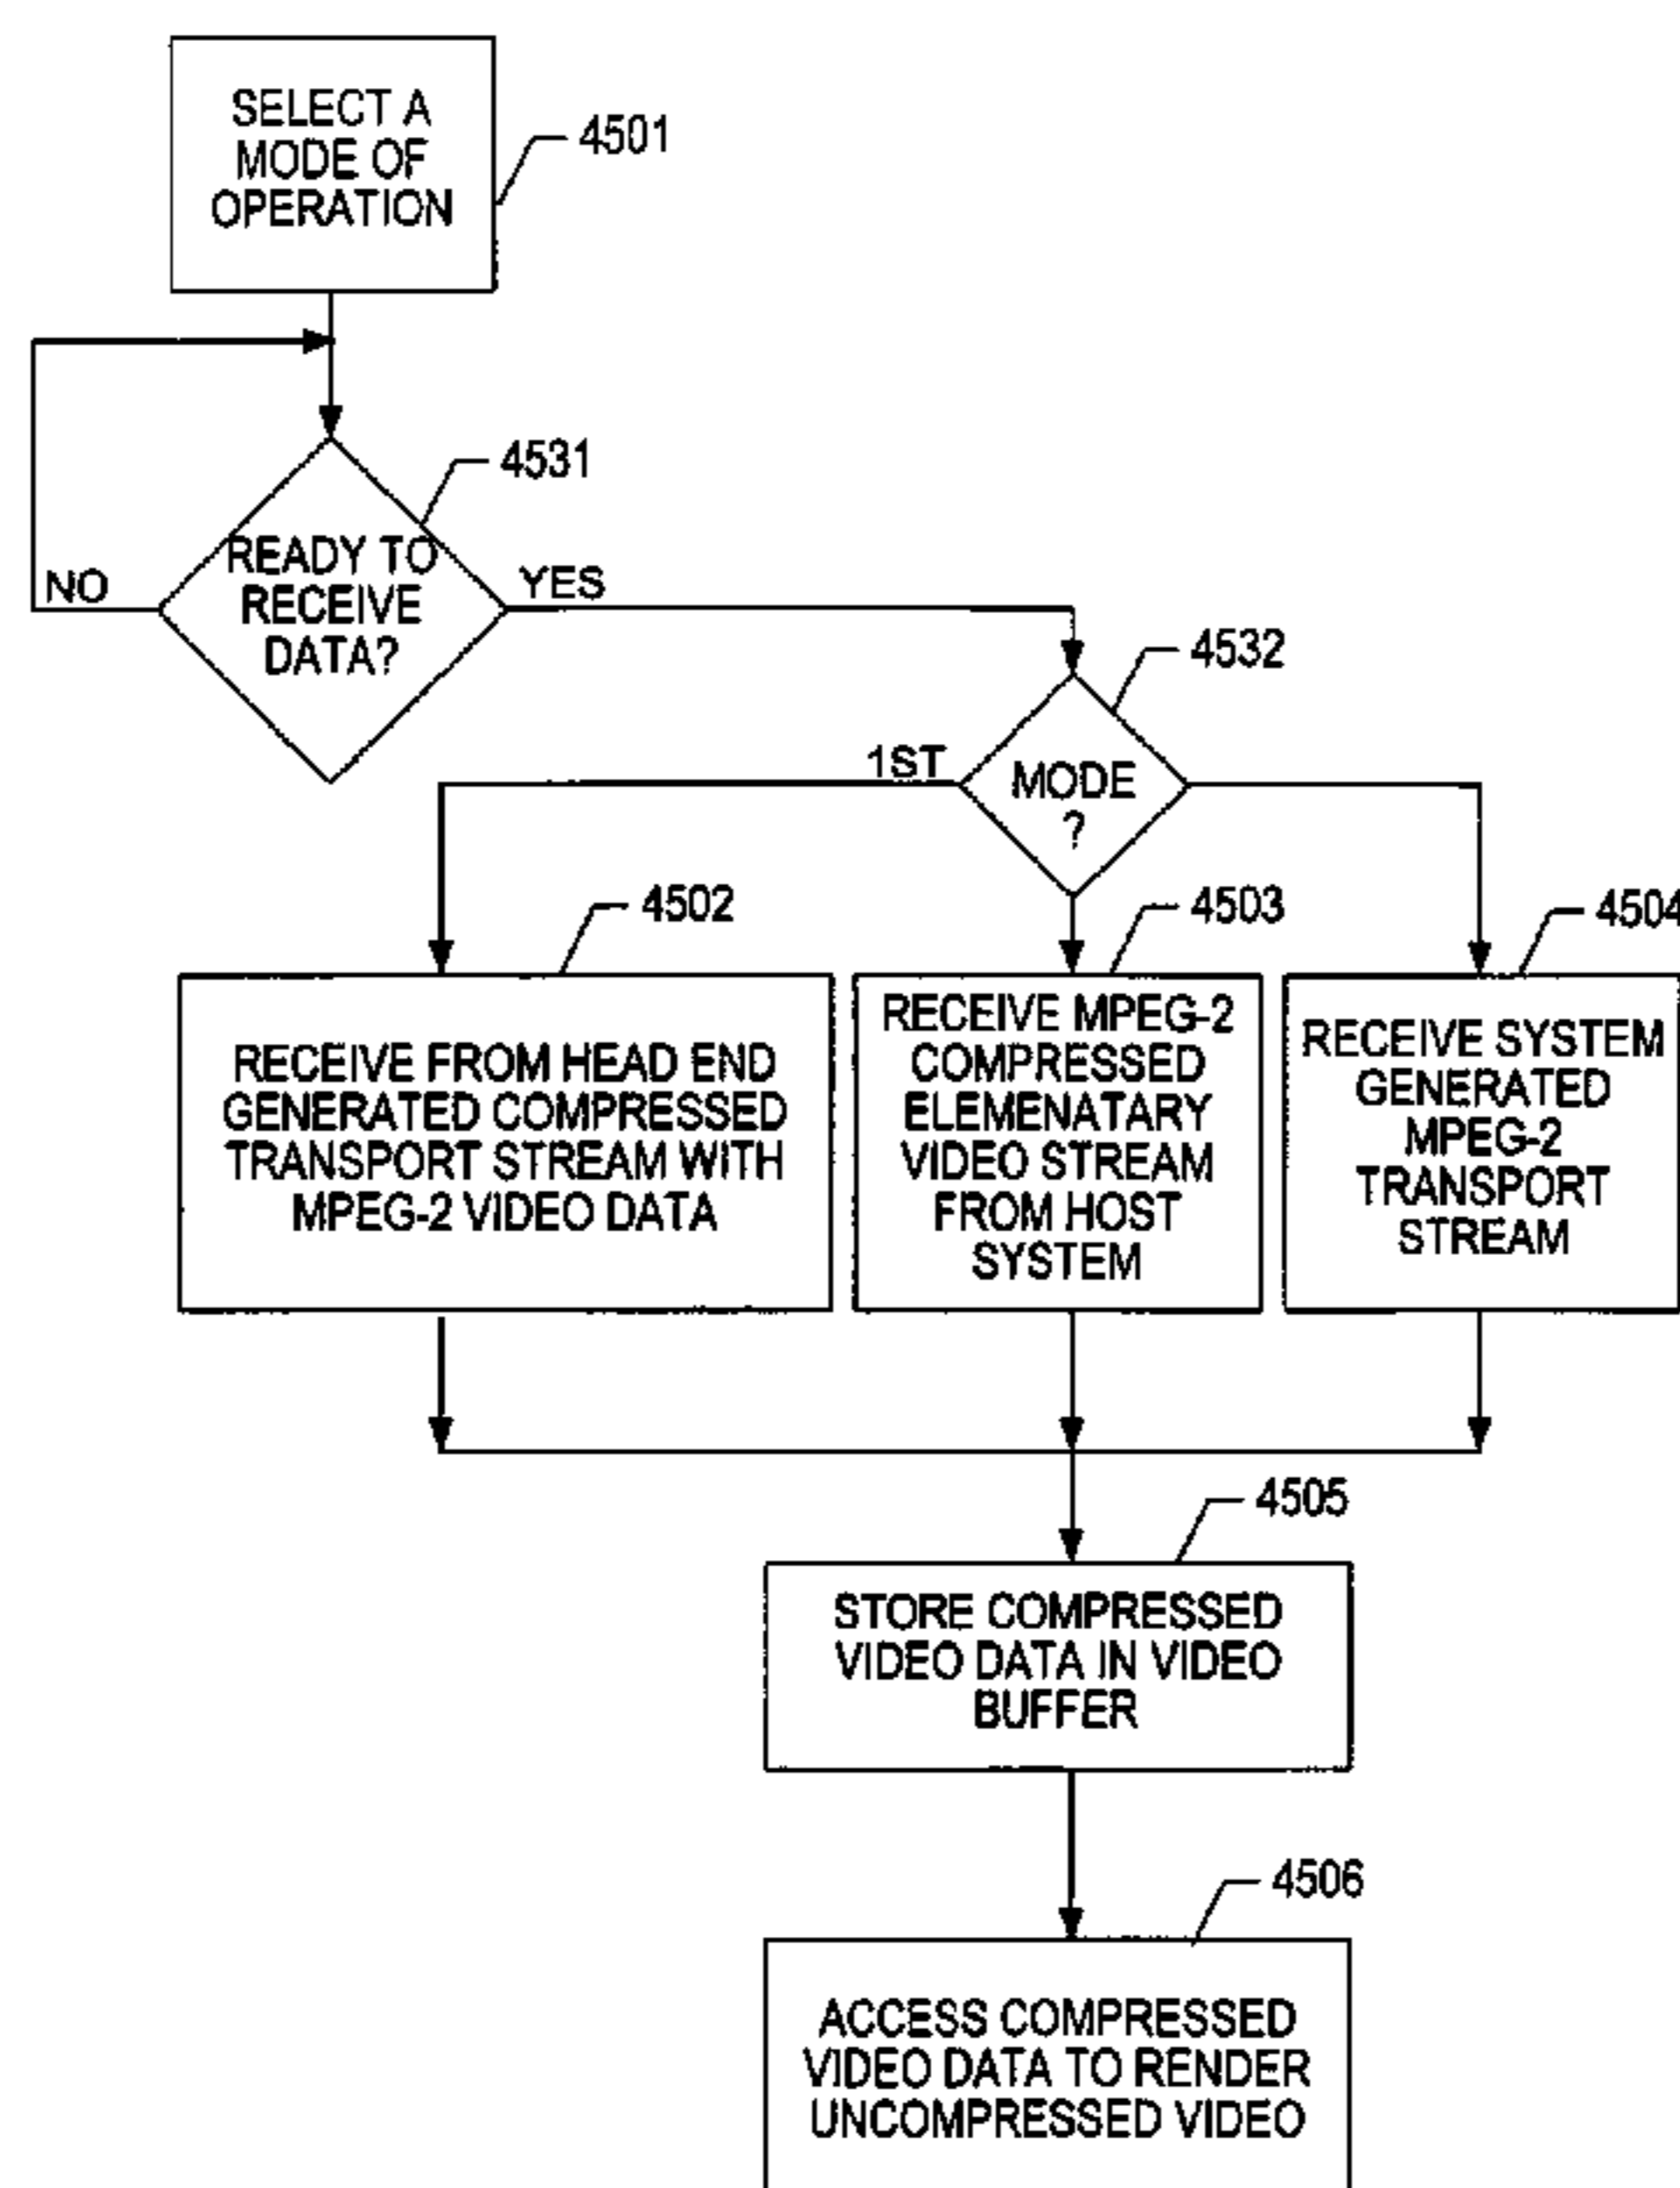 SELECT A
MODE OF
OPERATION
4501
4531
READY TO
RECEIVE
DATA?
NO
YES
4532
1ST
MODE
?
4502
4503
4504
RECEIVE FROM HEAD END
GENERATED COMPRESSED
TRANSPORT STREAM WITH
MPEG-2 VIDEO DATA
RECEIVE MPEG-2
COMPRESSED
ELEMENATARY
VIDEO STREAM
FROM HOST
SYSTEM
RECEIVE SYSTEM
GENERATED
MPEG-2
TRANSPORT
STREAM
4505
STORE COMPRESSED
VIDEO DATA IN VIDEO
BUFFER
4506
ACCESS COMPRESSED
VIDEO DATA TO RENDER
UNCOMPRESSED VIDEO